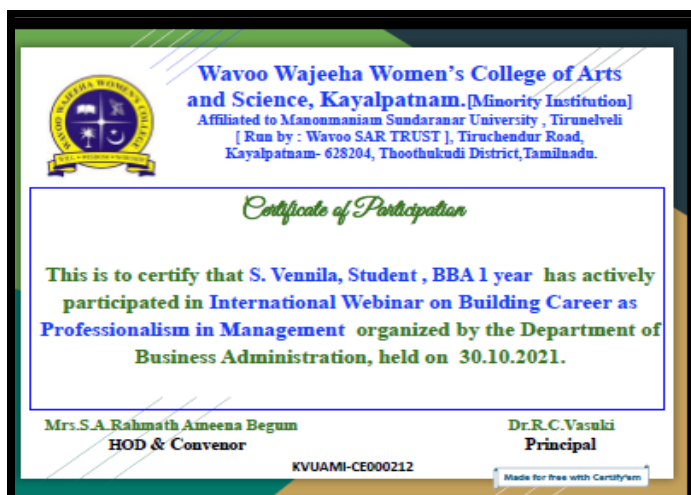 Wavoo Wajeeha Women's College of Arts
and Science, Kayalpatnam.[Minority Institution]
Affiliated to Manonmaniam Sundaranar University , Tirunelveli
[ Run by : Wavoo SAR TRUST ], Tiruchendur Road,
Kayalpatnam- 628204, Thoothukudi District,Tamilnadu.
WAVOO WAJEEHA WOMEN'S COLLEGE
Certificate of Participation
This is to certify that S. Vennila, Student , BBA 1 year has actively
participated in International Webinar on Building Career as
Professionalism in Management organized by the Department of
Business Administration, held on 30.10.2021.
Mrs.S.A.Rahmath Ameena Begum
HOD & Convenor
Dr.R.C.Vasuki
Principal
KVUAMI-CE000212
Made for free with Certify'em